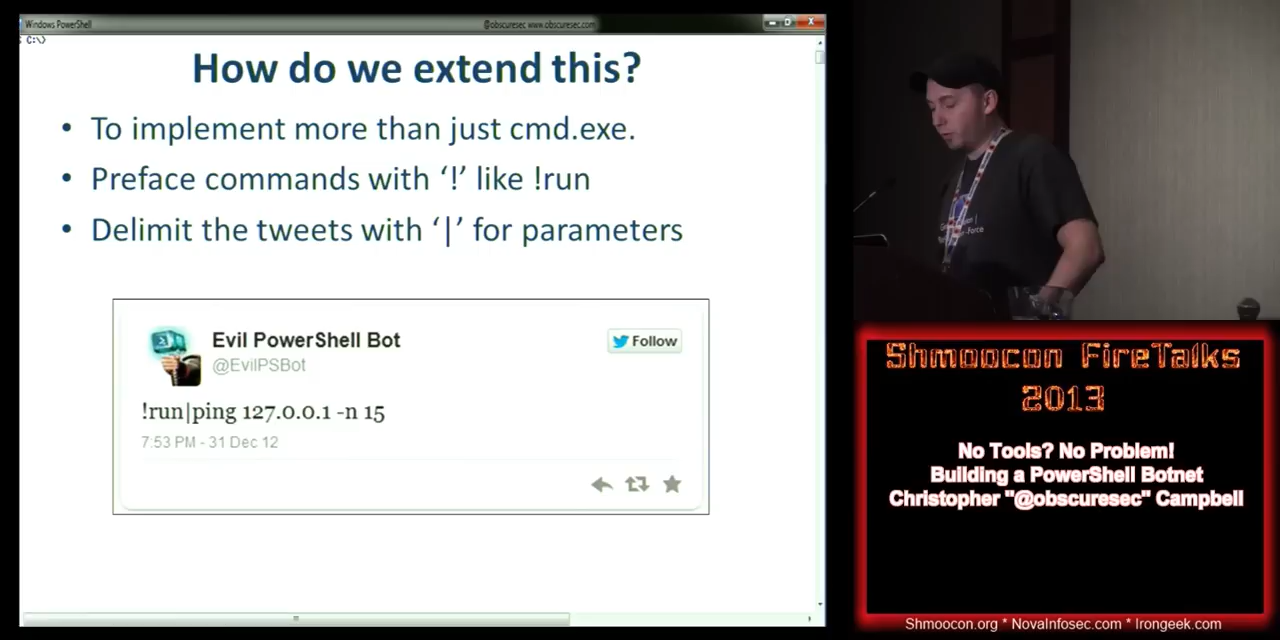 Windows PowerShell
@obscuresec www.obscuresec.com
C:\>
How do we extend this?
• To implement more than just cmd.exe.
• Preface commands with ‘!’ like !run
• Delimit the tweets with ‘|’ for parameters
Evil PowerShell Bot
@EvilPSBot
Follow
!run|ping 127.0.0.1 -n 15
7:53 PM - 31 Dec 12
Shmoocon FireTalks
2013
No Tools? No Problem!
Building a PowerShell Botnet
Christopher "@obscuresec" Campbell
Shmoocon.org * NovaInfosec.com * Irongeek.com